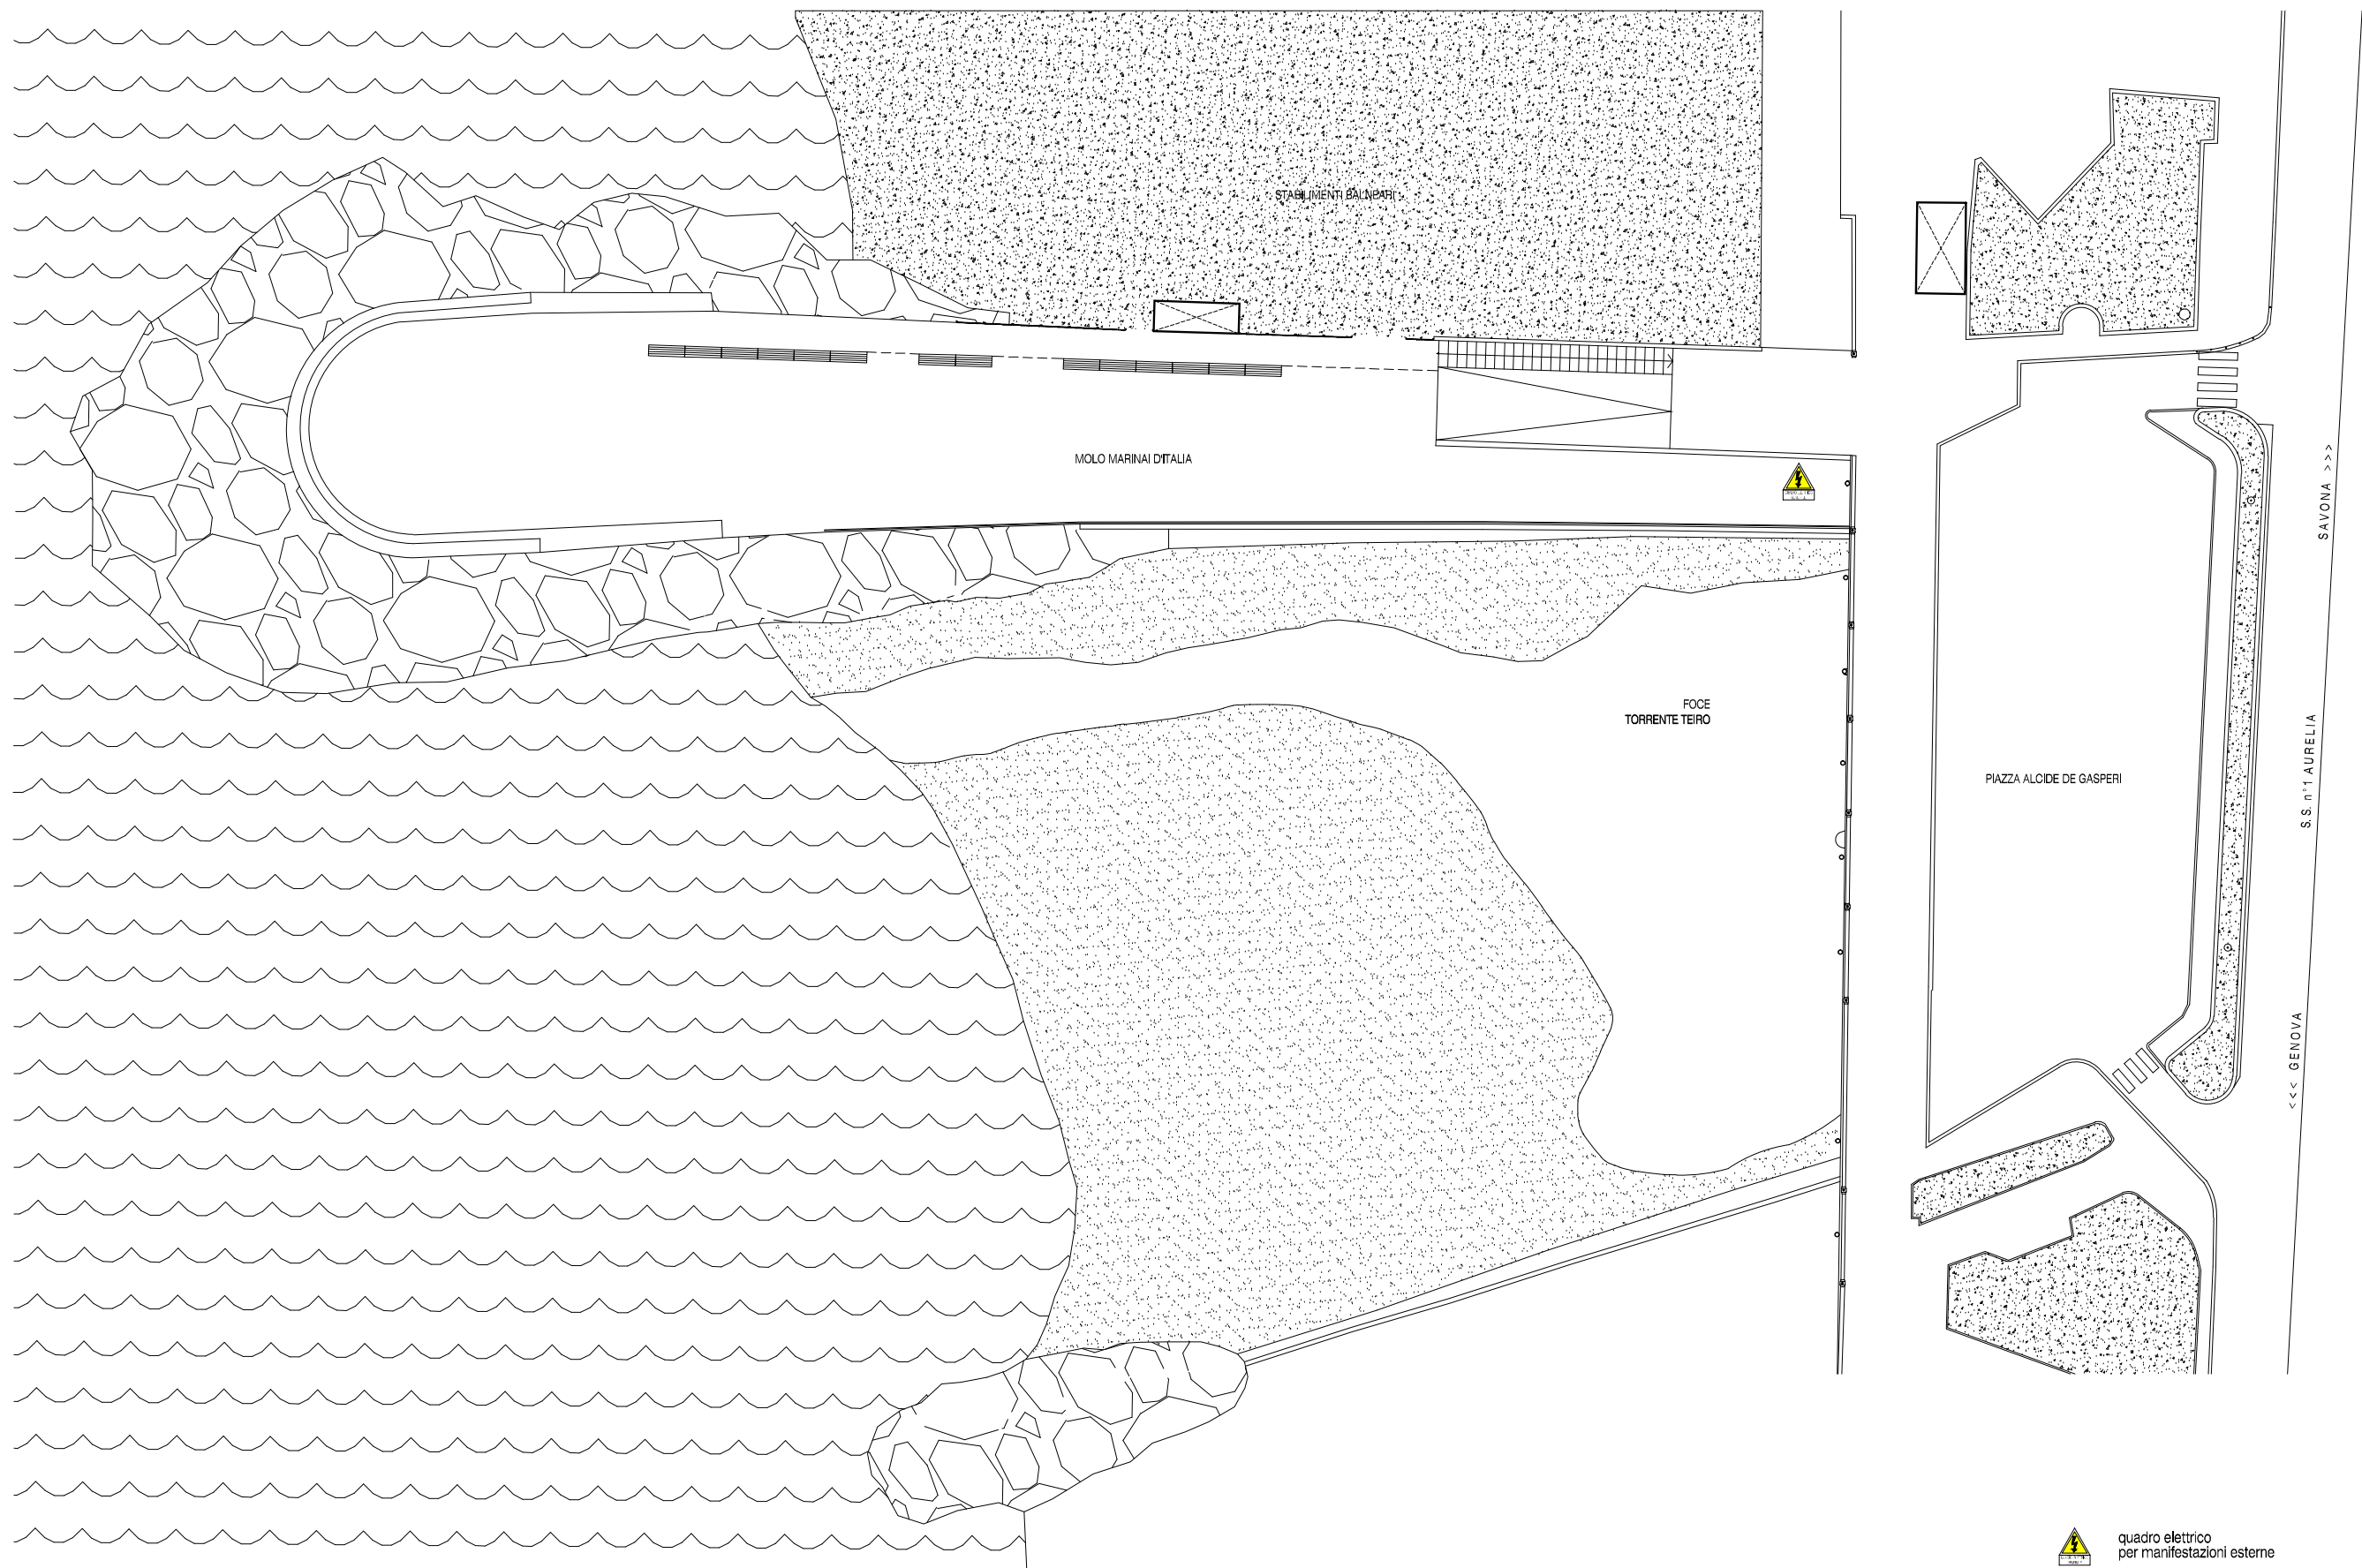 STABILIMENTI BALNEARI
MOLO MARINAI D'ITALIA
SAVONA >>>
FOCE
TORRENTE TEIRO
PIAZZA ALCIDE DE GASPERI
S.S. n°1 AURELIA
<<< GENOVA
quadro elettrico
per manifestazioni esterne